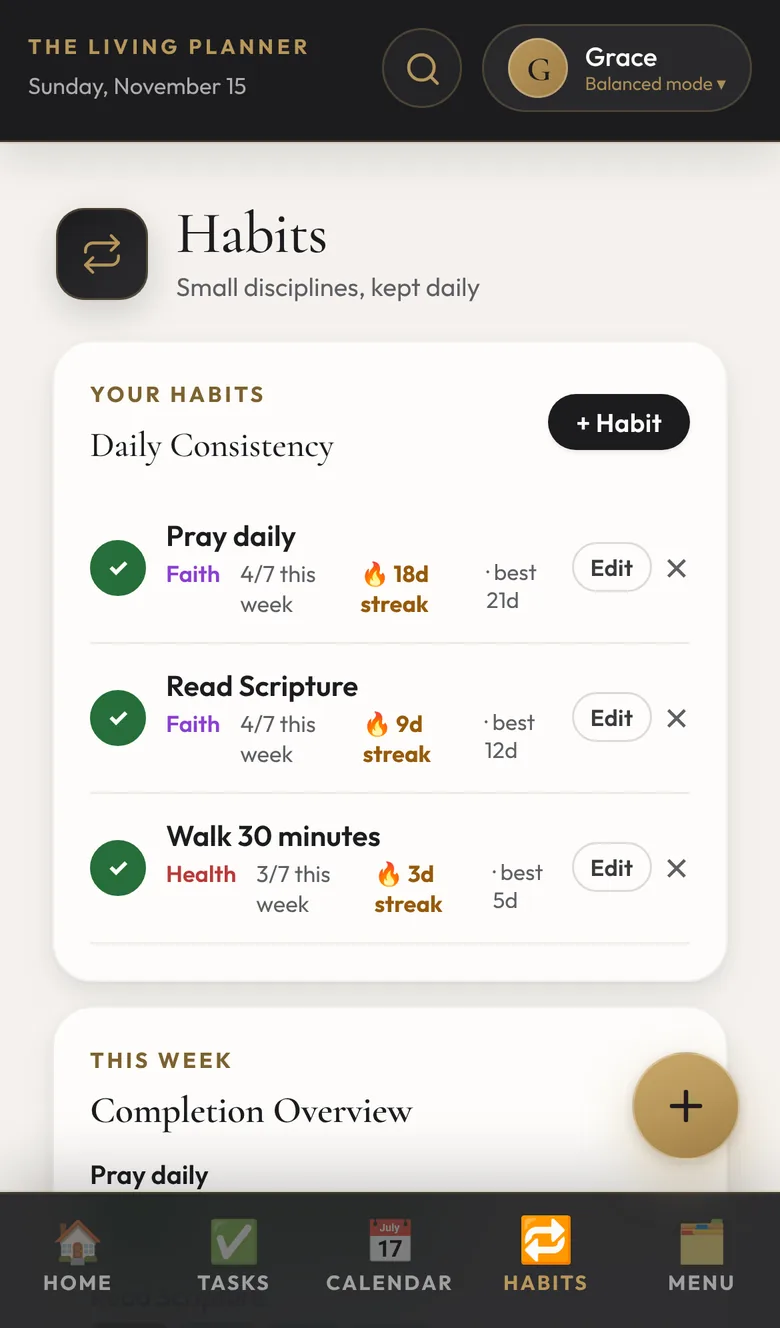 THE LIVING PLANNER
Sunday, November 15
G
Grace
Balanced mode ▾
Habits
Small disciplines, kept daily
YOUR HABITS
Daily Consistency
+ Habit
Pray daily
Faith 4/7 this week 🔥 18d streak · best 21d
Edit ✕
Read Scripture
Faith 4/7 this week 🔥 9d streak · best 12d
Edit ✕
Walk 30 minutes
Health 3/7 this week 🔥 3d streak · best 5d
Edit ✕
THIS WEEK
Completion Overview
+
Pray daily
July
17
HOME
TASKS
CALENDAR
HABITS
MENU